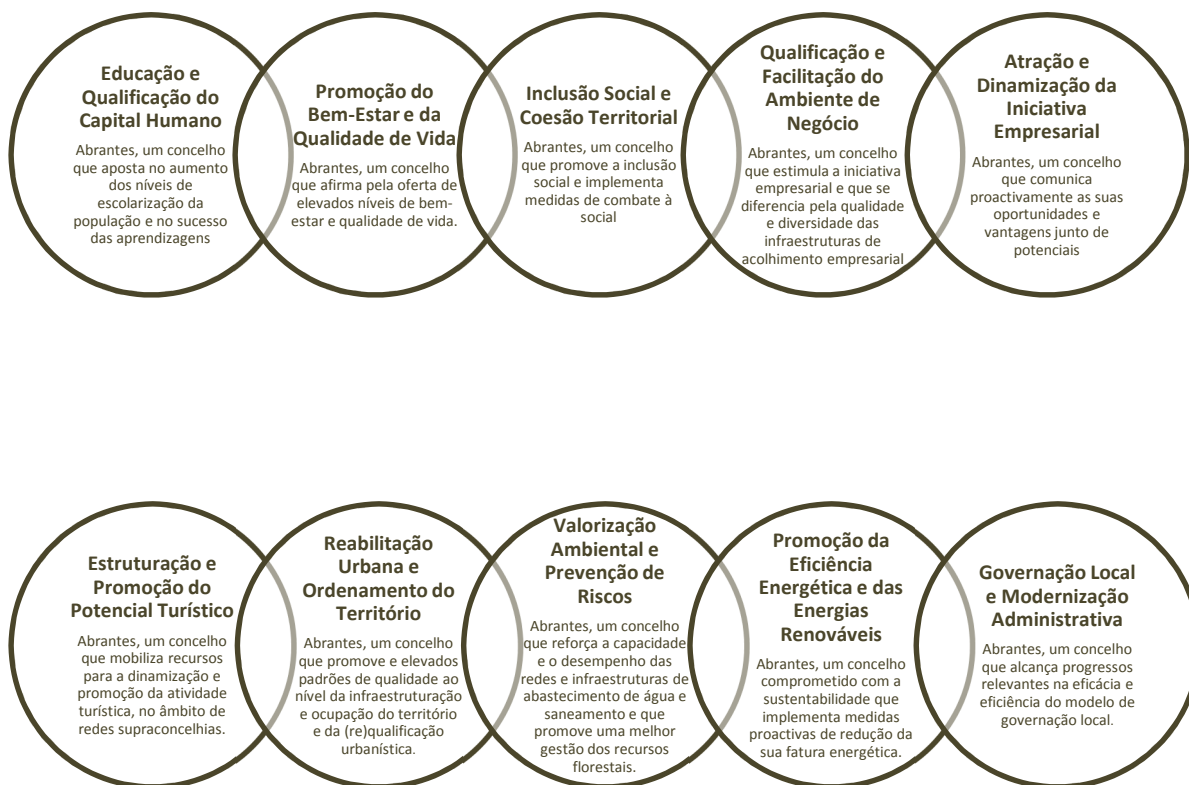 Educação e
Qualificação do
Capital Humano
Abrantes, um concelho
que aposta no aumento
dos níveis de
escolarização da
população e no sucesso
das aprendizagens
Promoção do
Bem-Estar e da
Qualidade de Vida
Abrantes, um concelho
que afirma pela oferta de
elevados níveis de bem-
estar e qualidade de vida.
Inclusão Social e
Coesão Territorial
Abrantes, um concelho
que promove a inclusão
social e implementa
medidas de combate à
social
Qualificação e
Facilitação do
Ambiente de
Negócio
Abrantes, um concelho
que estimula a iniciativa
empresarial e que se
diferencia pela qualidade
e diversidade das
infraestruturas de
acolhimento empresarial
Atração e
Dinamização da
Iniciativa
Empresarial
Abrantes, um concelho
que comunica
proactivamente as suas
oportunidades e
vantagens junto de
potenciais
Estruturação e
Promoção do
Potencial Turístico
Abrantes, um concelho
que mobiliza recursos
para a dinamização e
promoção da atividade
turística, no âmbito de
redes supraconcelhias.
Reabilitação
Urbana e
Ordenamento do
Território
Abrantes, um concelho
que promove e elevados
padrões de qualidade ao
nível da infraestruturação
e ocupação do território
e da (re)qualificação
urbanística.
Valorização
Ambiental e
Prevenção de
Riscos
Abrantes, um concelho
que reforça a capacidade
e o desempenho das
redes e infraestruturas de
abastecimento de água e
saneamento e que
promove uma melhor
gestão dos recursos
florestais.
Promoção da
Eficiência
Energética e das
Energias
Renováveis
Abrantes, um concelho
comprometido com a
sustentabilidade que
implementa medidas
proactivas de redução da
sua fatura energética.
Governação Local
e Modernização
Administrativa
Abrantes, um concelho
que alcança progressos
relevantes na eficácia e
eficiência do modelo de
governação local.